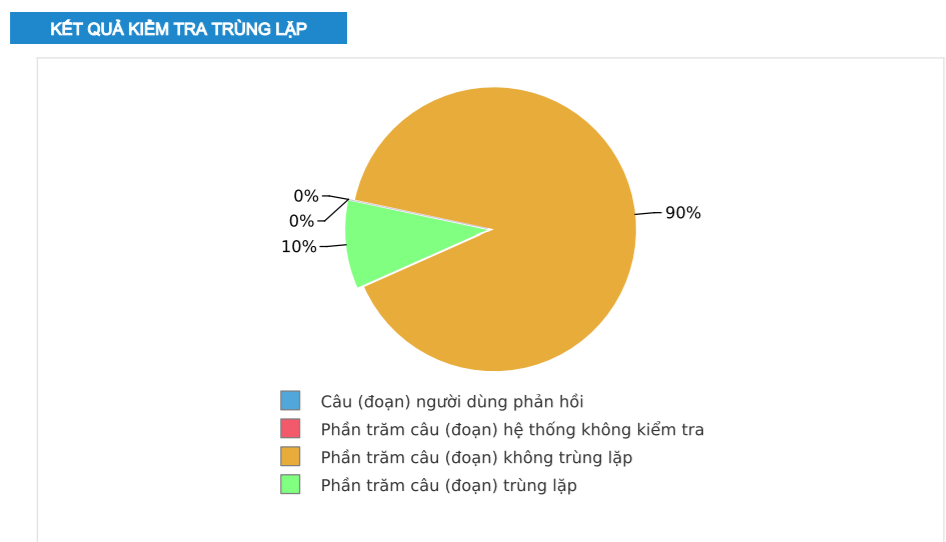 KẾT QUẢ KIỂM TRA TRÙNG LẶP
0%
90%
0%
10%
Câu (đoạn) người dùng phản hồi
Phần trăm câu (đoạn) hệ thống không kiểm tra
Phần trăm câu (đoạn) không trùng lặp
Phần trăm câu (đoạn) trùng lặp